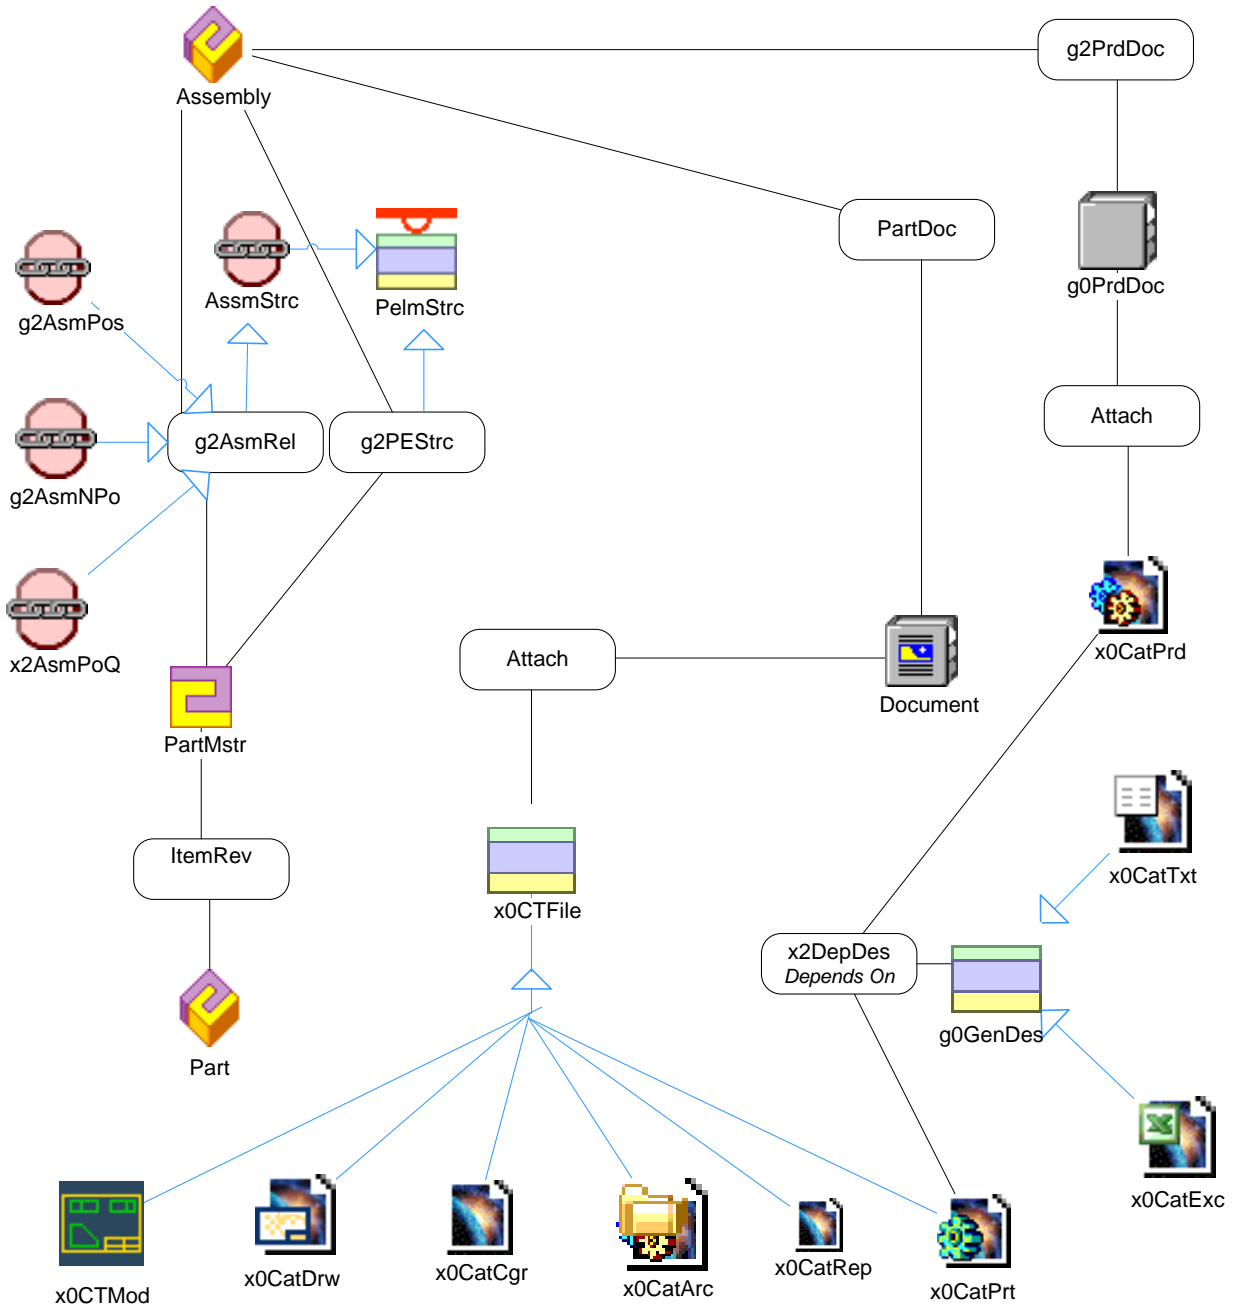 g2PrdDoc
Assembly
PartDoc
g0PrdDoc
AssmStrc
PelmStrc
g2AsmPos
Attach
g2AsmRel
g2PEStrc
g2AsmNPo
x0CatPrd
Attach
x2AsmPoQ
Document
PartMstr
ItemRev
x0CatTxt
x0CTFile
x2DepDes
Depends On
g0GenDes
Part
x0CatExc
x0CatDrw
x0CatCgr
x0CatRep
x0CatArc
x0CatPrt
x0CTMod